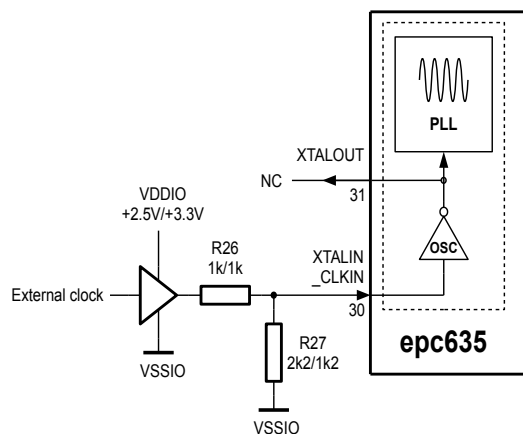 PLL
XTALOUT
NC
31
VDDIO
+2.5V/+3.3V
OSC
R26
1k/1k
XTALIN
_CLKIN
External clock
30
epc635
R27
2k2/1k2
VSSIO
VSSIO